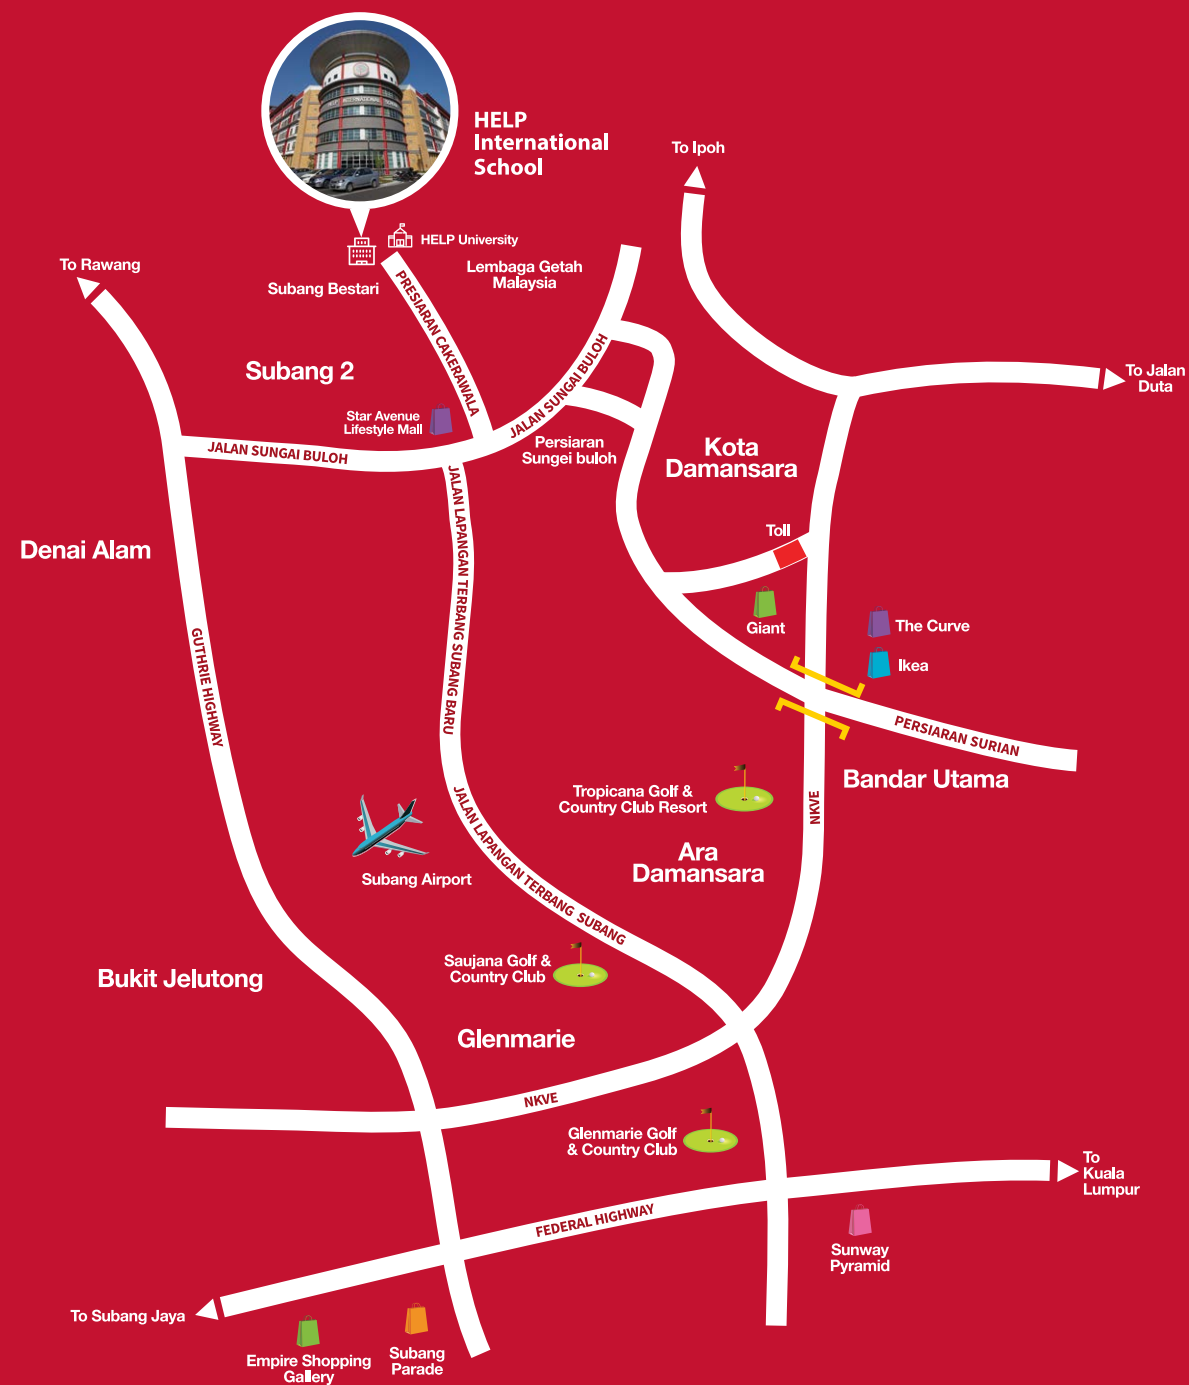 HELP
International
School
To Ipoh
HELP University
To Rawang
Lembaga Getah
Malaysia
Subang Bestari
PRESIARAN CAKERAWALA
JALAN SUNGAI BULOH
Subang 2
To Jalan
Duta
Star Avenue
Lifestyle Mall
JALAN SUNGAI BULOH
Persiaran
Sungei buloh
Kota
Damansara
Toll
Denai Alam
JALAN LAPANGAN TERBANG SUBANG BARU
Giant
The Curve
Ikea
GUTHRIE HIGHWAY
PERSIARAN SURIAN
Bandar Utama
Tropicana Golf &
Country Club Resort
NKVE
Ara
Damansara
JALAN LAPANGAN TERBANG SUBANG
Subang Airport
Saujana Golf &
Country Club
Bukit Jelutong
Glenmarie
NKVE
Glenmarie Golf
& Country Club
To
Kuala
Lumpur
FEDERAL HIGHWAY
Sunway
Pyramid
To Subang Jaya
Empire Shopping
Gallery
Subang
Parade